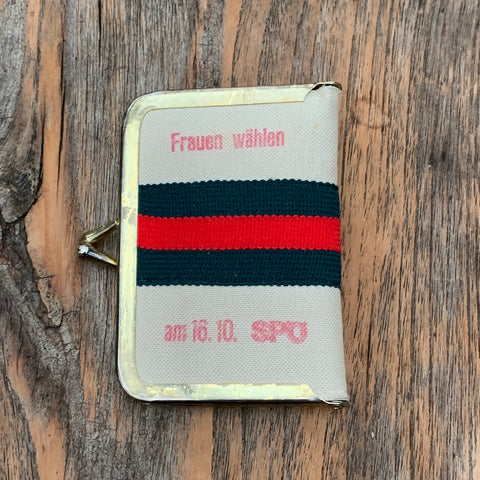 Frauen wählen
am 16. 10. SPÖ